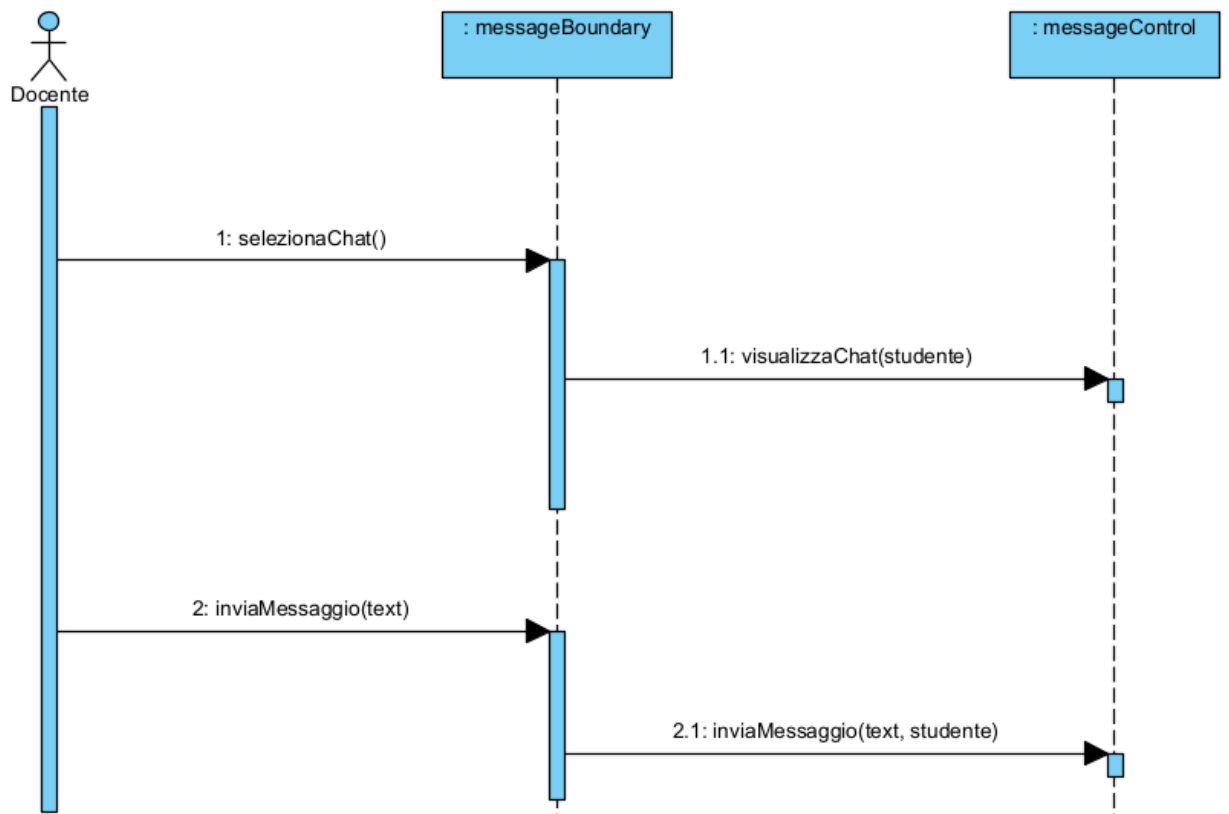 : messageBoundary
: messageControl
Docente
1: selezionaChat()
1.1: visualizzaChat(studente)
2: inviaMessaggio(text)
2.1: inviaMessaggio(text, studente)